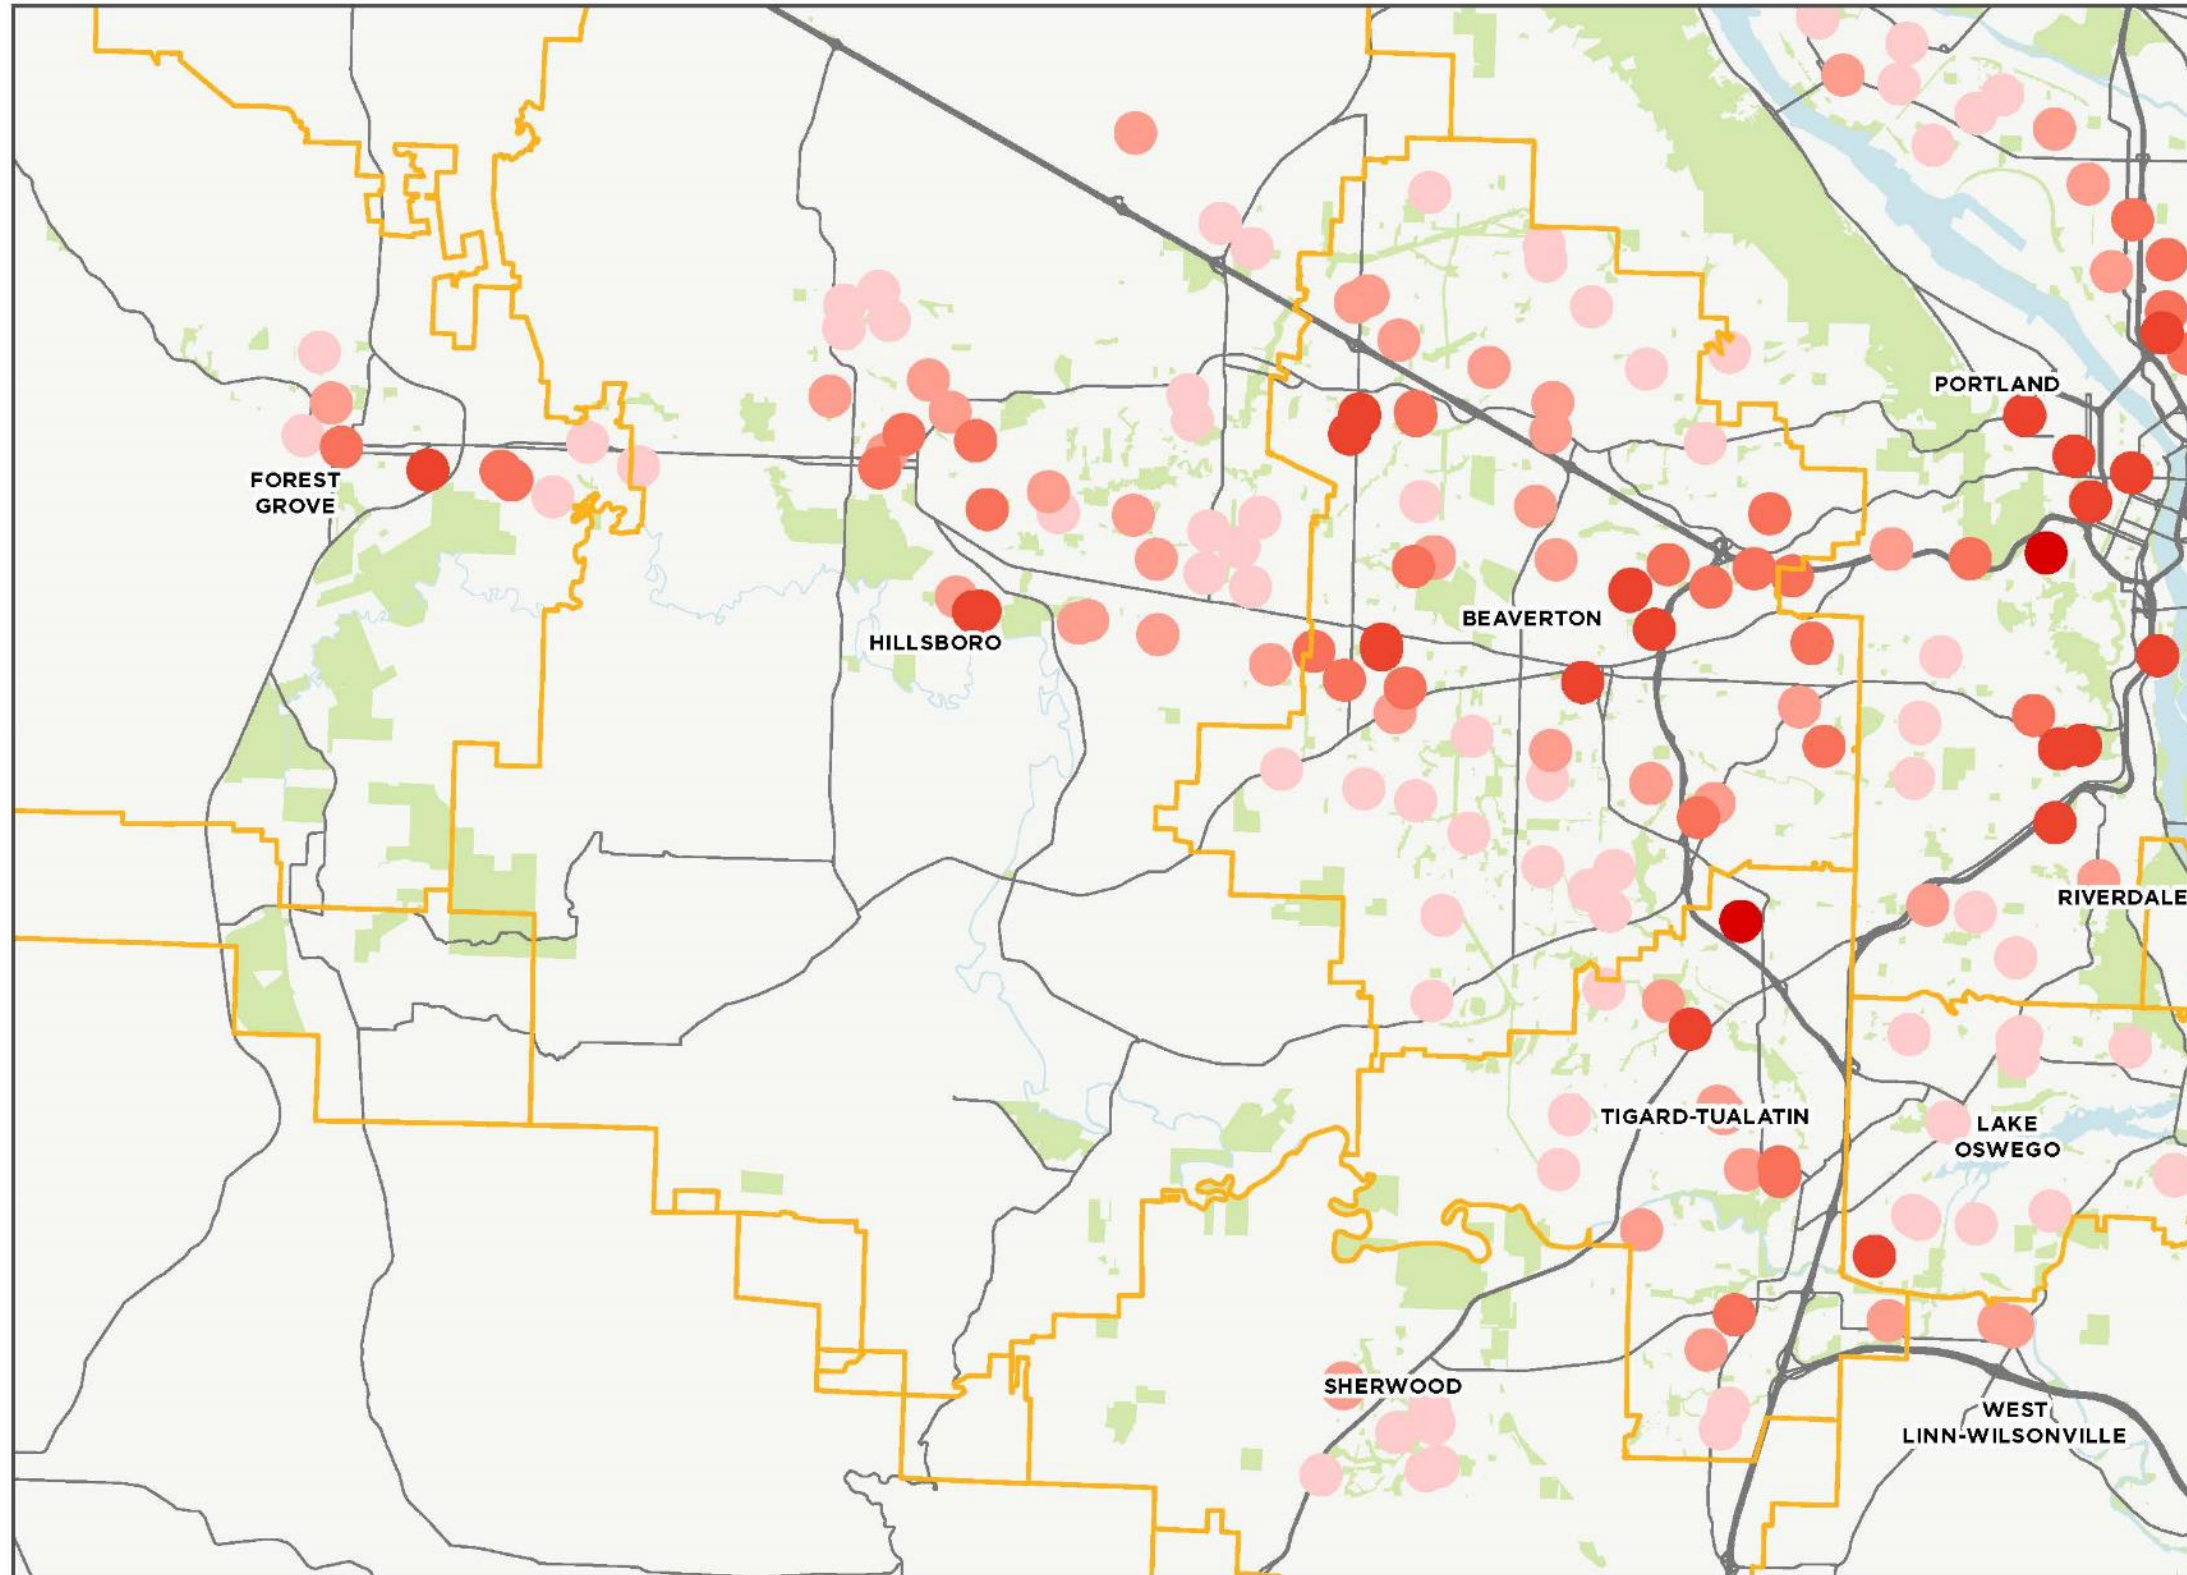 PORTLAND
FOREST
GROVE
BEAVERTON
HILLSBORO
RIVERDALE
TIGARD-TUALATIN
LAKE
OSWEGO
SHERWOOD
WEST
LINN-WILSONVILLE